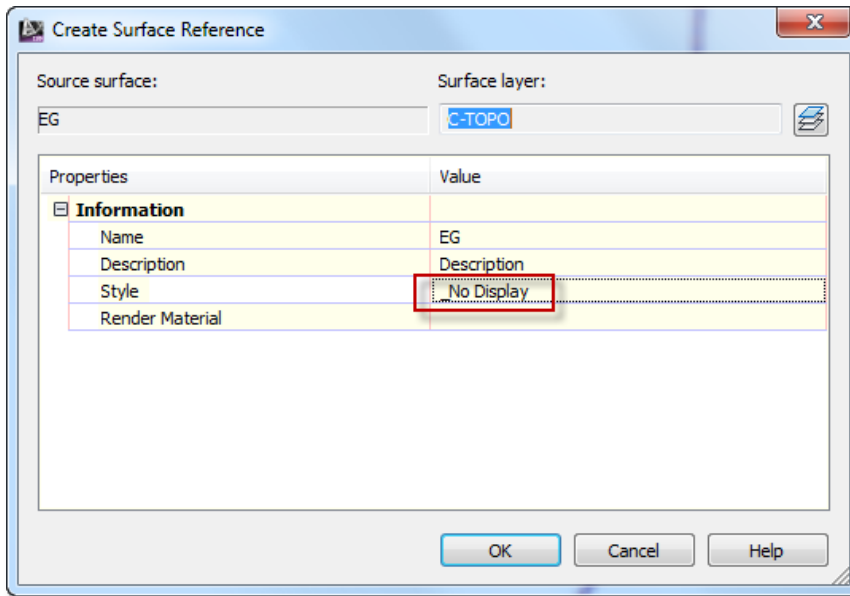 Create Surface Reference
Source surface: Surface layer:
EG C-TOPO
Properties Value
Information
Name EG
Description Description
Style _No Display
Render Material
OK Cancel Help